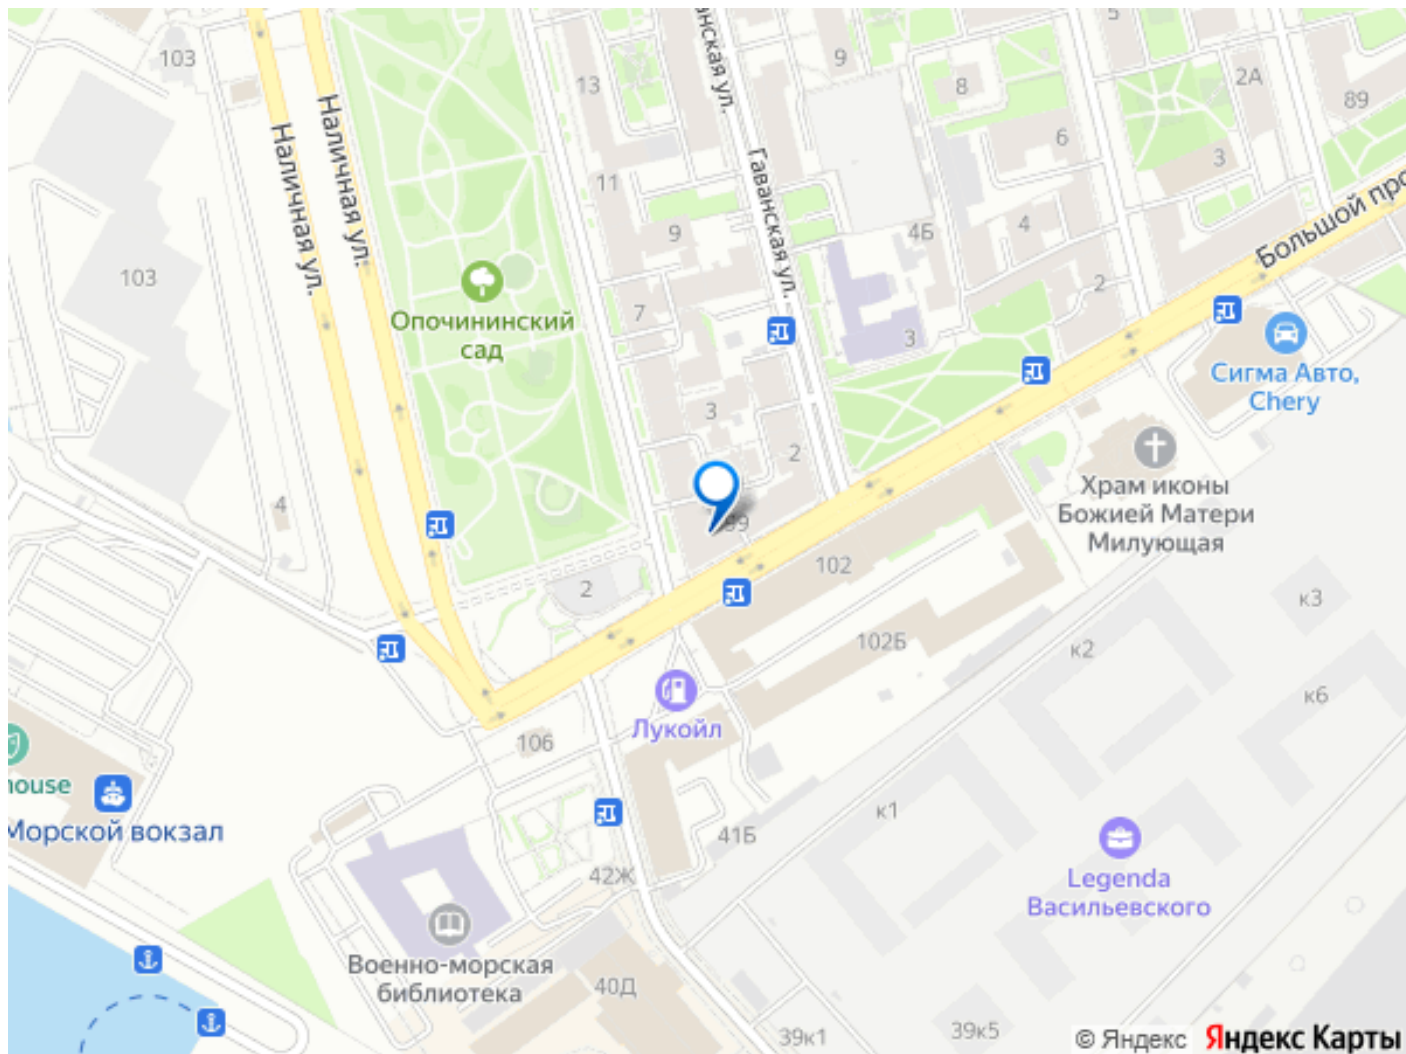 103
13
анская ул.
9
5
8
2А
89
6
3
Наличная ул.
Наличная ул.
11
Гаванская ул.
9
4Б
4
Большой про
103
2
7
3
Опочининский
сад
Сигма Авто,
Chery
3
2
4
Храм иконы
Божией Матери
Милующая
99
102
2
к3
102Б
к2
к6
Лукойл
106
house
Морской вокзал
к1
41Б
42Ж
Legenda
Васильевского
Военно-морская
библиотека
40Д
39к1
39к5
© Яндекс Яндекс Карты